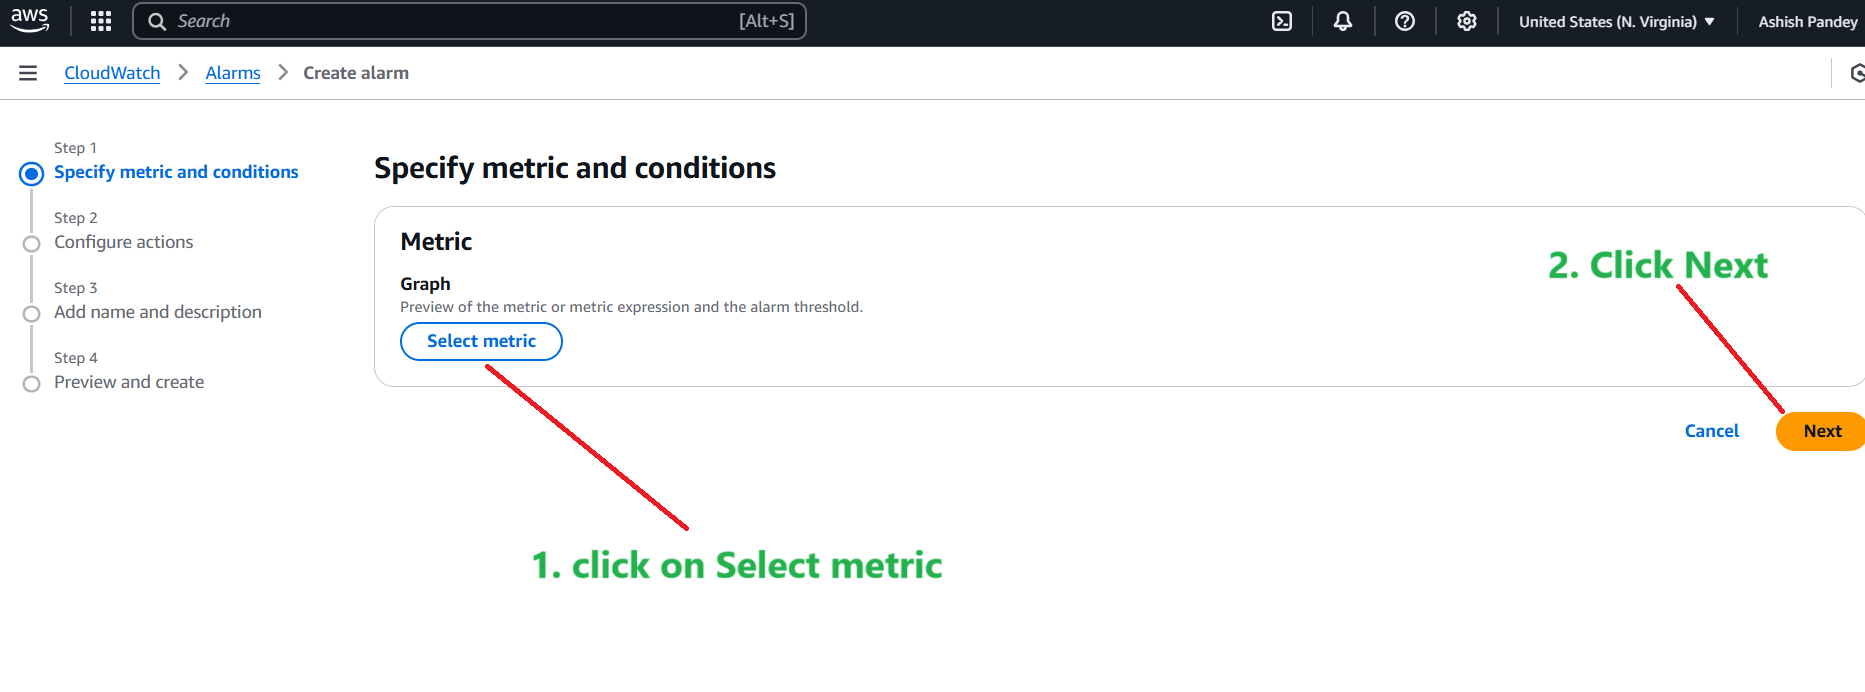 aws
Search
[Alt+S]
United States (N. Virginia)
Ashish Pandey
CloudWatch
Alarms
Create alarm
Step 1
Specify metric and conditions
Step 2
Configure actions
Step 3
Add name and description
Step 4
Preview and create
Specify metric and conditions
Metric
Graph
Preview of the metric or metric expression and the alarm threshold.
Select metric
2. Click Next
Cancel
Next
1. click on Select metric